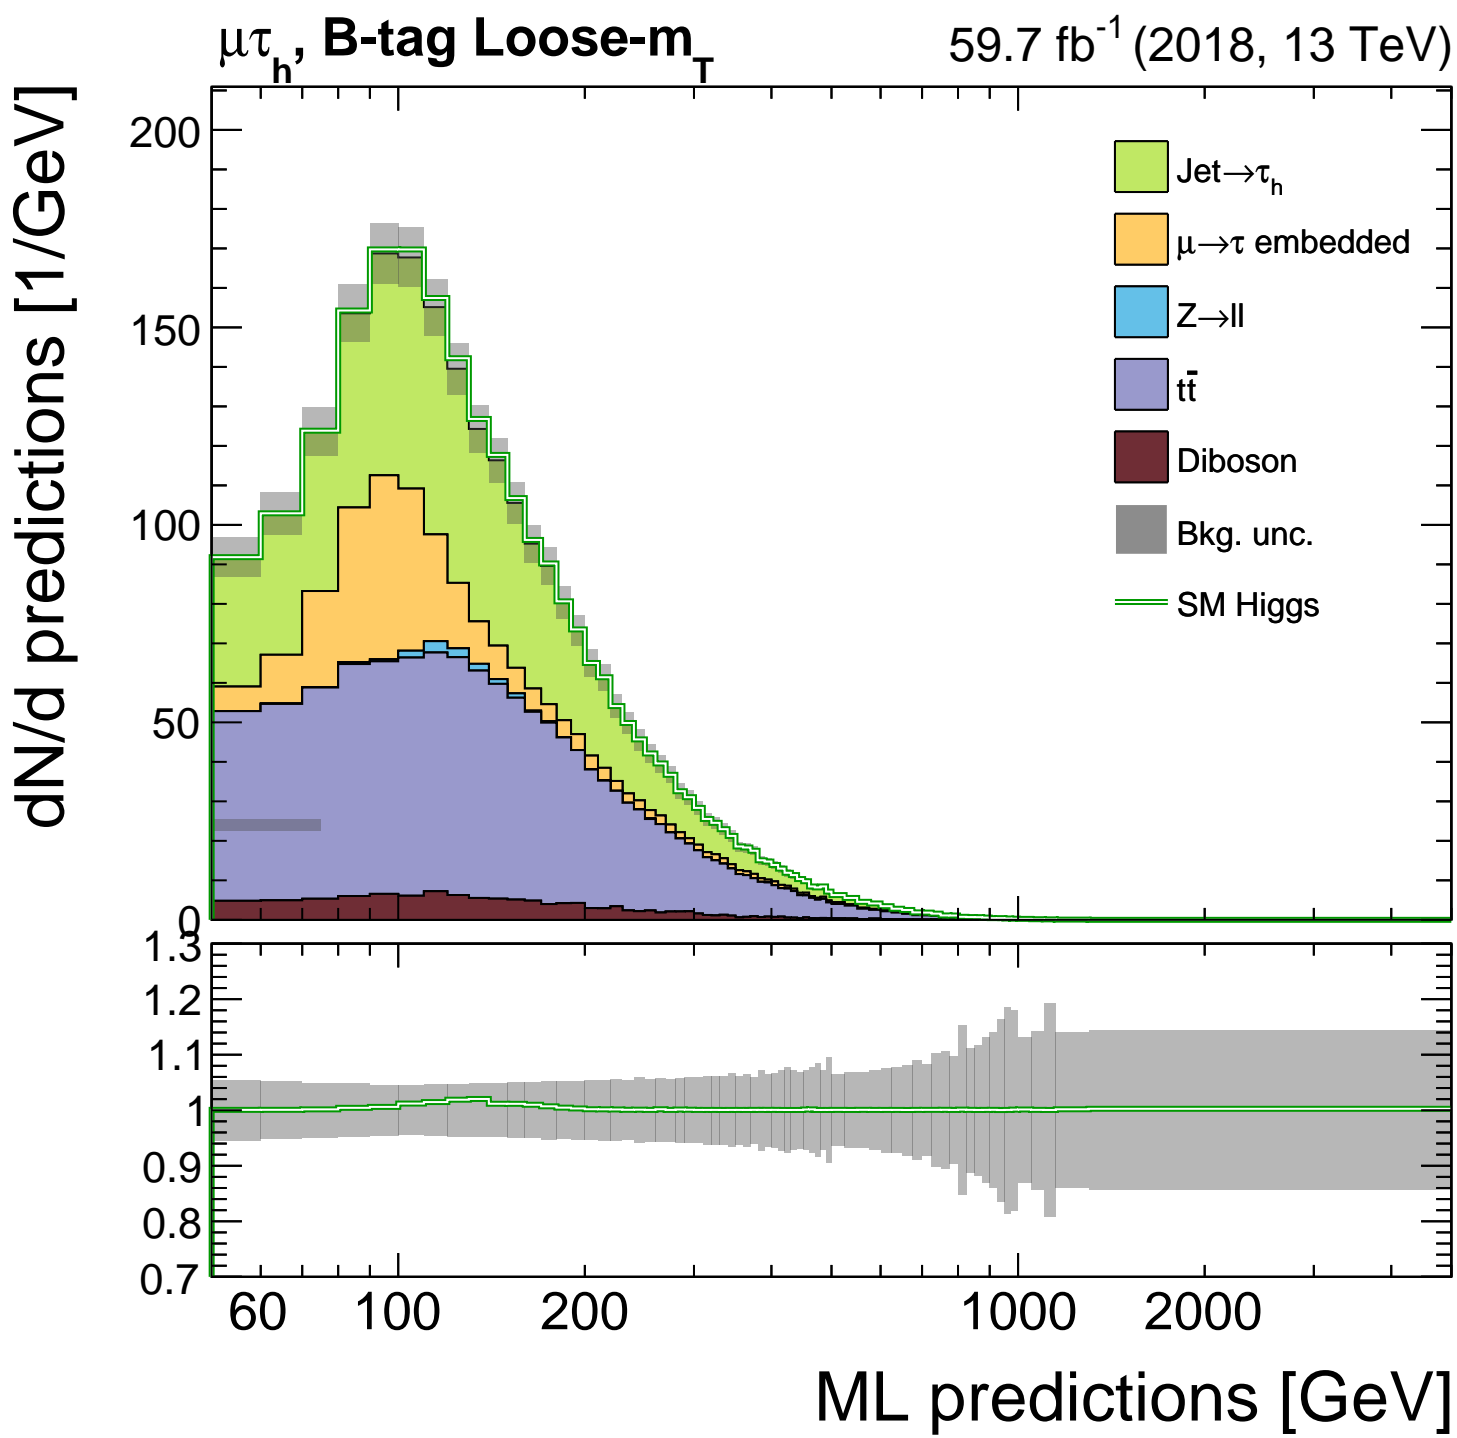 μτh, B-tag Loose-mT
59.7 fb-1 (2018, 13 TeV)
dN/d predictions [1/GeV]
200
150
100
50
0
Jet→τh
μ→τ embedded
Z→ll
tt̄
Diboson
Bkg. unc.
SM Higgs
1.3
1.2
1.1
1
0.9
0.8
0.7
60 100 200 1000 2000
ML predictions [GeV]